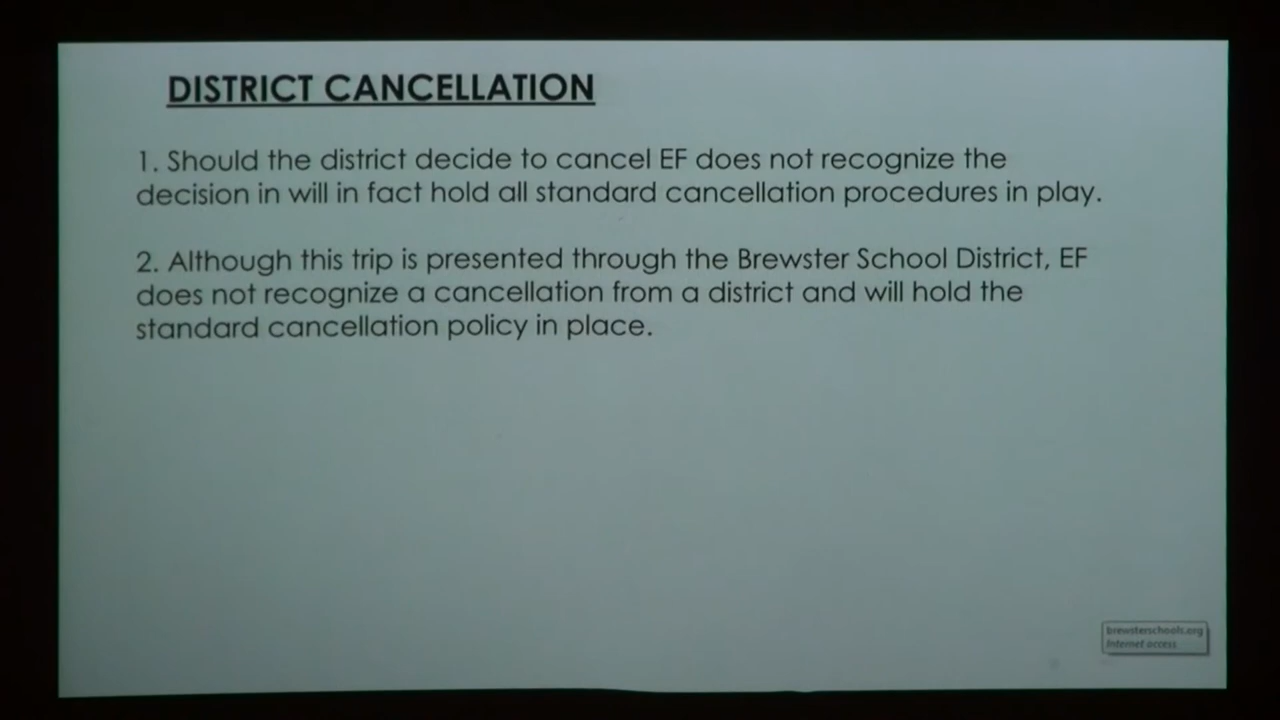 DISTRICT CANCELLATION
1. Should the district decide to cancel EF does not recognize the
decision in will in fact hold all standard cancellation procedures in play.
2. Although this trip is presented through the Brewster School District, EF
does not recognize a cancellation from a district and will hold the
standard cancellation policy in place.
brewsterschools.org
Internet access